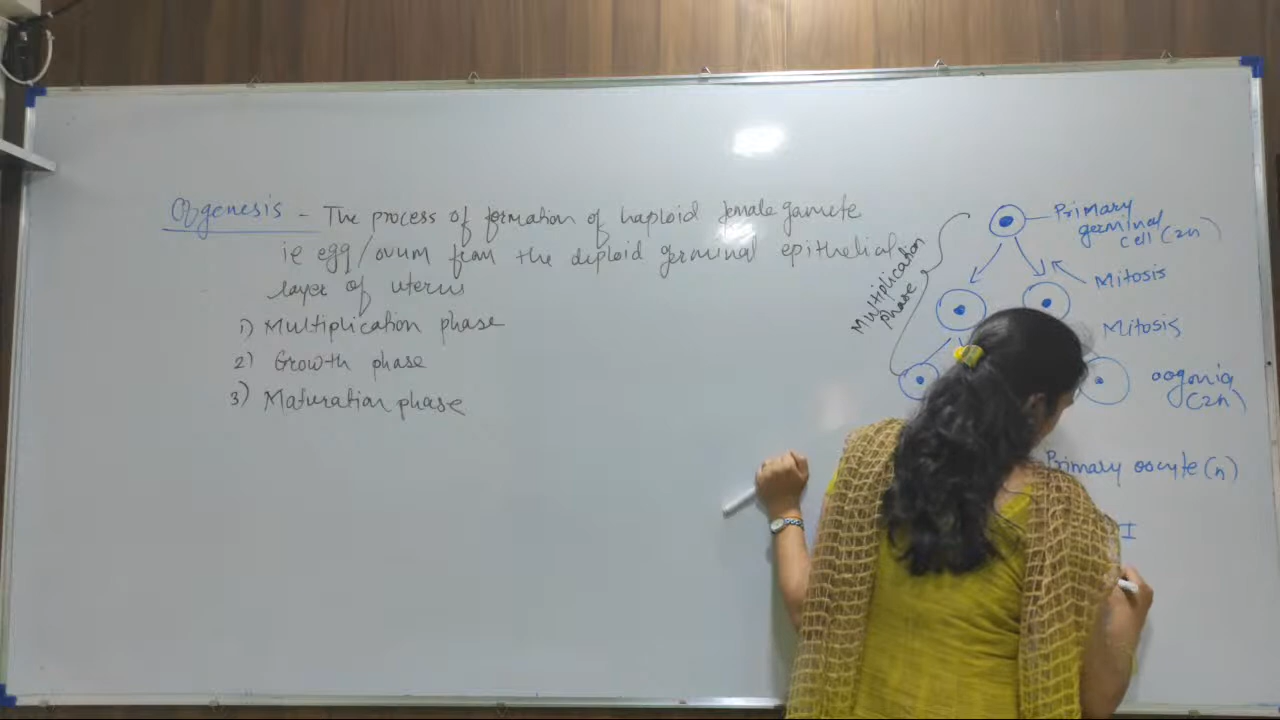 Oogenesis - The process of formation of haploid female gamete
ie egg/ovum from the diploid germinal epithelial
layer of uterus
1) Multiplication phase
2) Growth phase
3) Maturation phase
Multiplication
phase
Primary
germinal
cell (2n)
Mitosis
Mitosis
oogonia
(2n)
Primary oocyte (n)
I